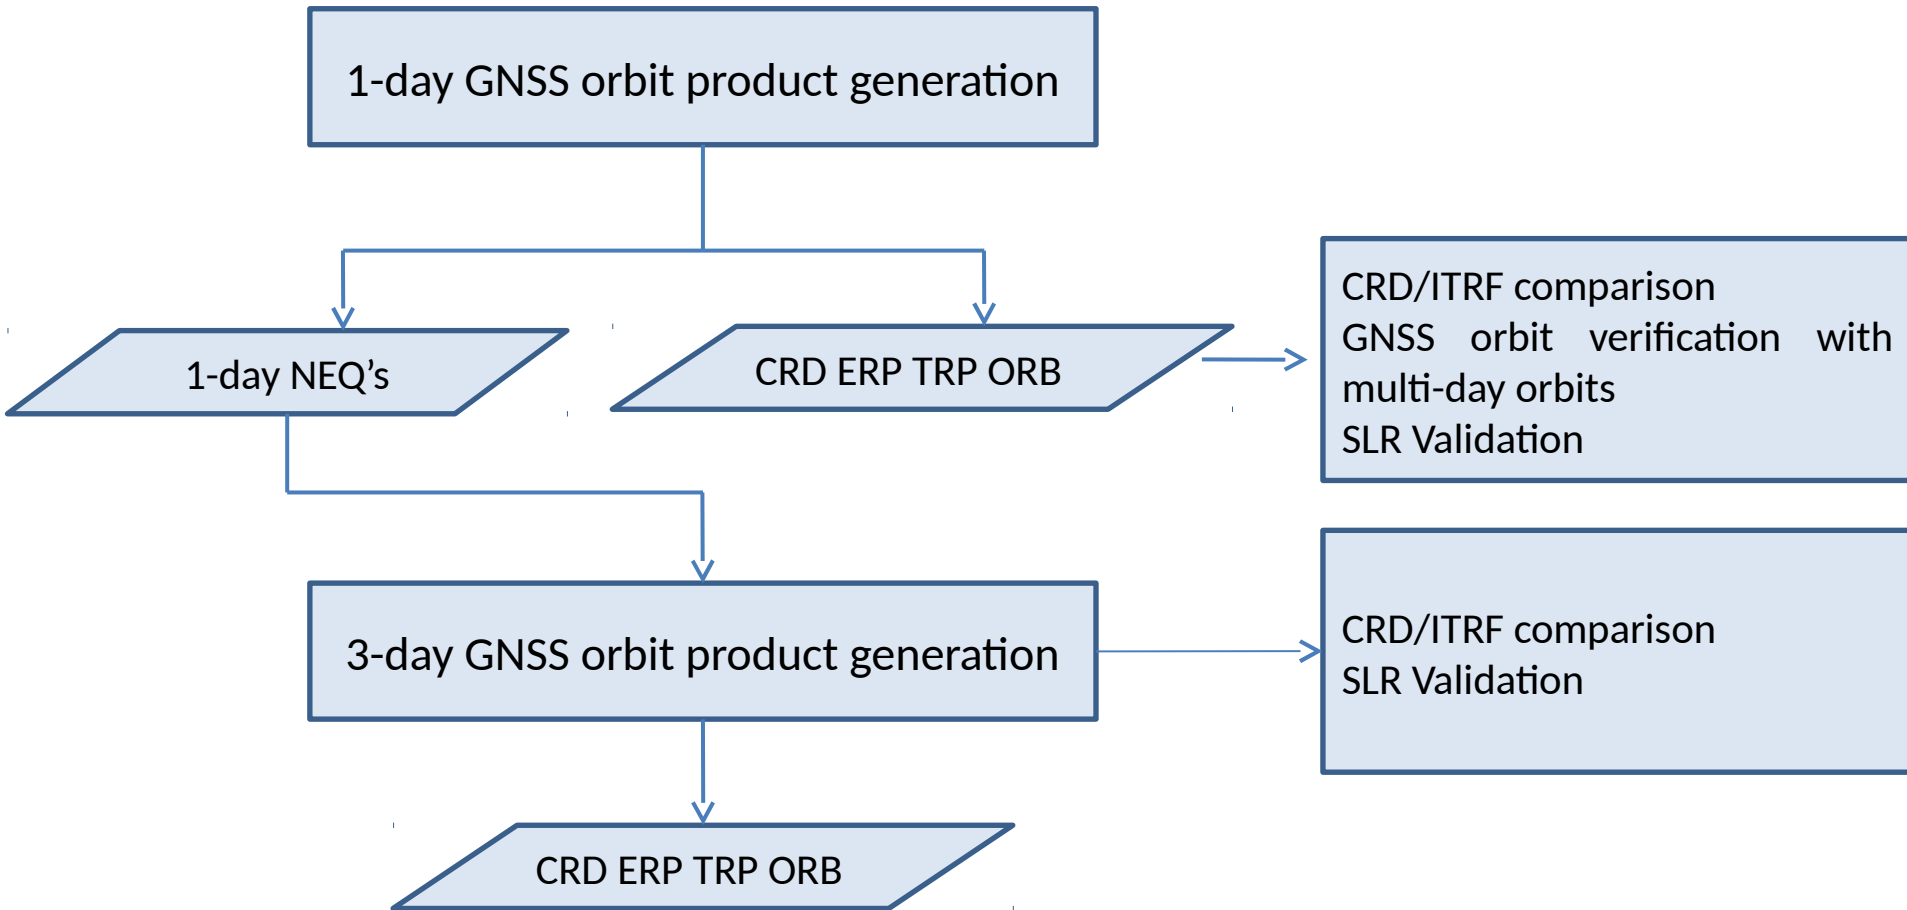 1-day GNSS orbit product generation
1-day NEQ’s
CRD ERP TRP ORB
CRD/ITRF comparison
GNSS orbit verification with
multi-day orbits
SLR Validation
3-day GNSS orbit product generation
CRD/ITRF comparison
SLR Validation
CRD ERP TRP ORB